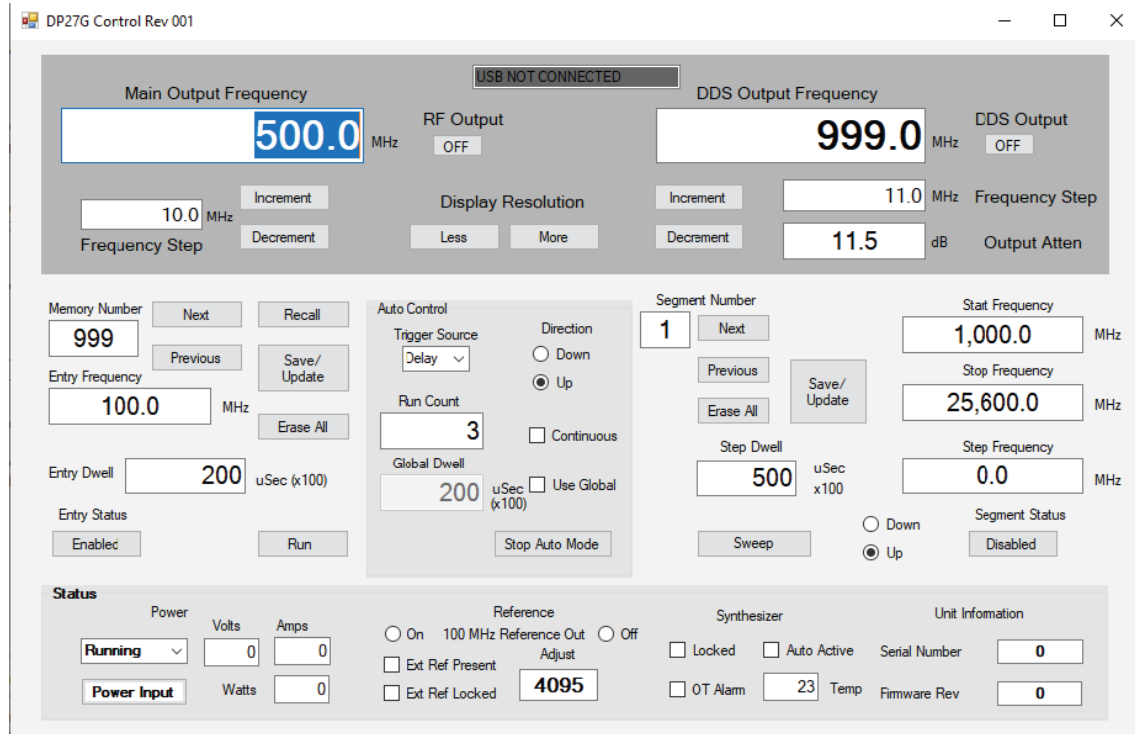 DP27G Control Rev 001
USB NOT CONNECTED
Main Output Frequency
500.0 MHz
RF Output
OFF
DDS Output Frequency
999.0 MHz
DDS Output
OFF
10.0 MHz
Frequency Step
Increment
Decrement
Display Resolution
Less More
Increment
Decrement
11.0 MHz Frequency Step
11.5 dB Output Atten
Memory Number
999
Next
Recall
Previous
Save/
Update
Entry Frequency
100.0 MHz
Erase All
Entry Dwell 200 uSec (x100)
Entry Status
Enabled
Run
Auto Control
Trigger Source
Delay
Direction
Down
Up
Run Count
3
Continuous
Global Dwell
200 uSec
(x100)
Use Global
Stop Auto Mode
Segment Number
1
Next
Previous
Erase All
Save/
Update
Start Frequency
1,000.0 MHz
Stop Frequency
25,600.0 MHz
Step Dwell
500 uSec
x100
Step Frequency
0.0 MHz
Sweep
Down
Up
Segment Status
Disabled
Status
Power
Running
Volts
0
Amps
0
Power Input
Watts 0
Reference
On 100 MHz Reference Out Off
Ext Ref Present
Ext Ref Locked
Adjust
4095
Synthesizer
Locked Auto Active
OT Alarm 23 Temp
Unit Information
Serial Number 0
Firmware Rev 0